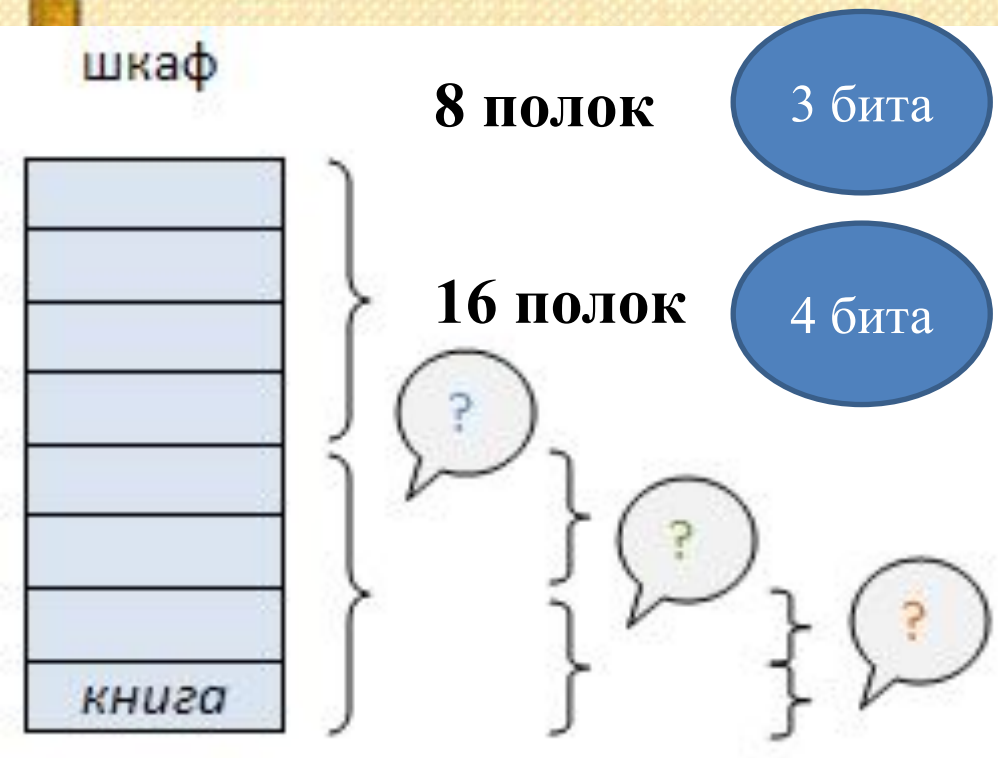 шкаф
8 полок
3 бита
16 полок
4 бита
?
?
?
книга